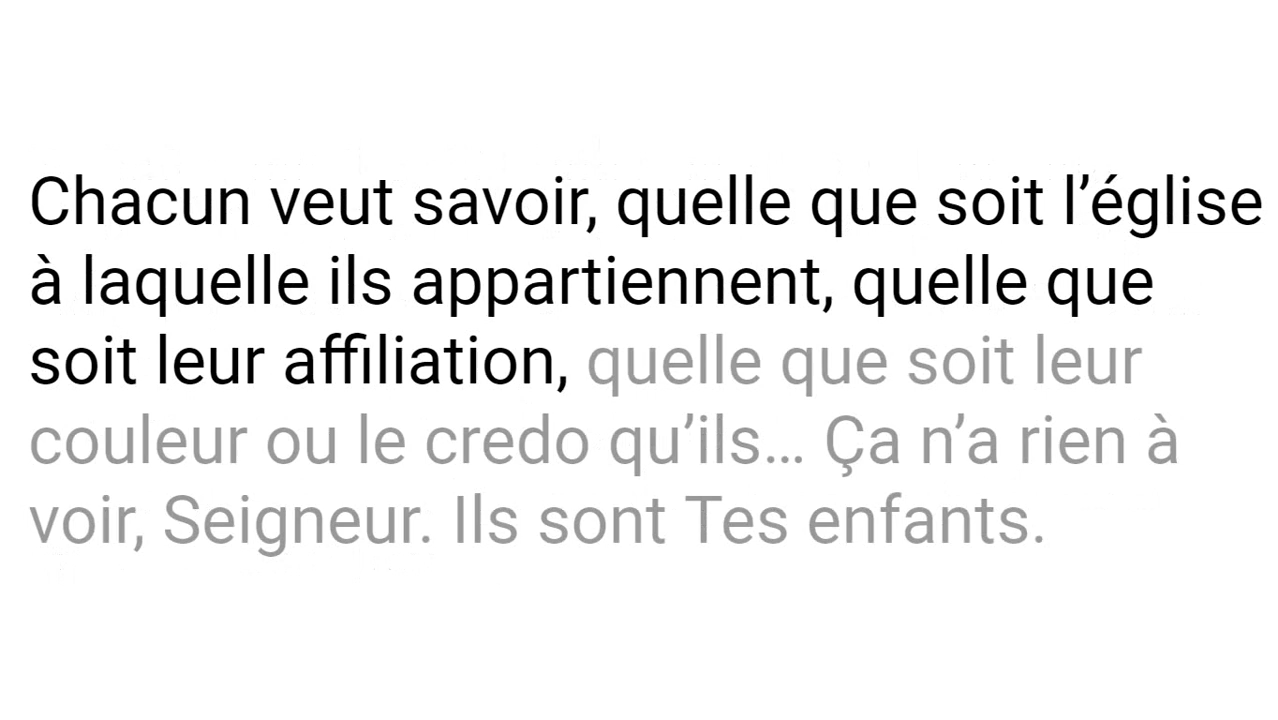 Chacun veut savoir, quelle que soit l’église
à laquelle ils appartiennent, quelle que
soit leur affiliation, quelle que soit leur
couleur ou le credo qu’ils… Ça n’a rien à
voir, Seigneur. Ils sont Tes enfants.